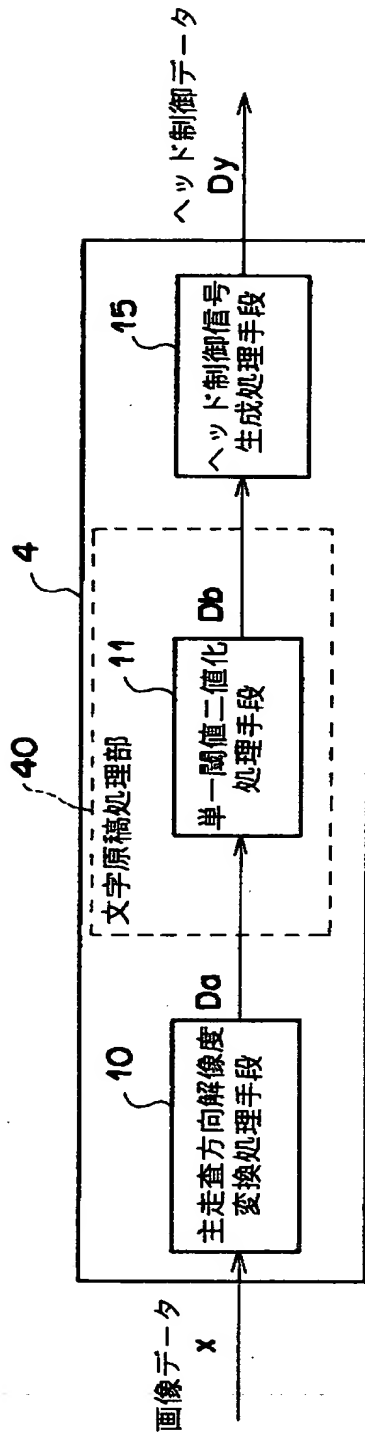 画像データ
x
10
主走査方向解像度
変換処理手段
Da
40
文字原稿処理部
4
11
単一閾値二値化
処理手段
Db
15
ヘッド制御信号
生成処理手段
ヘッド制御データ
Dy